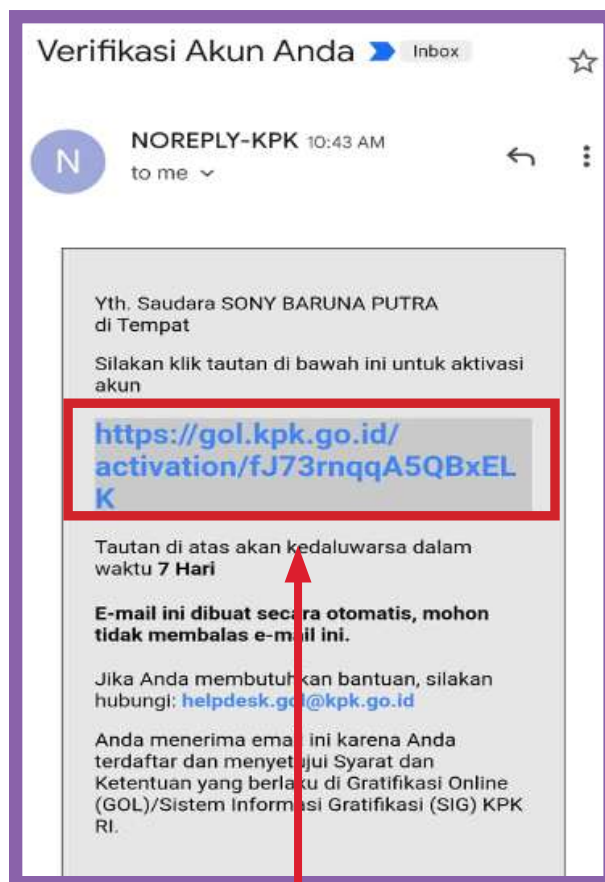 Verifikasi Akun Anda Inbox
N
NOREPLY-KPK 10:43 AM
to me
Yth. Saudara SONY BARUNA PUTRA
di Tempat
Silakan klik tautan di bawah ini untuk aktivasi
akun
https://gol.kpk.go.id/
activation/fJ73rnqqA5QBxEL
K
Tautan di atas akan kedaluwarsa dalam
waktu 7 Hari
E-mail ini dibuat secara otomatis, mohon
tidak membalas e-mail ini.
Jika Anda membutuhkan bantuan, silakan
hubungi: helpdesk.gol@kpk.go.id
Anda menerima email ini karena Anda
terdaftar dan menyetujui Syarat dan
Ketentuan yang berlaku di Gratifikasi Online
(GOL)/Sistem Informasi Gratifikasi (SIG) KPK
RI.